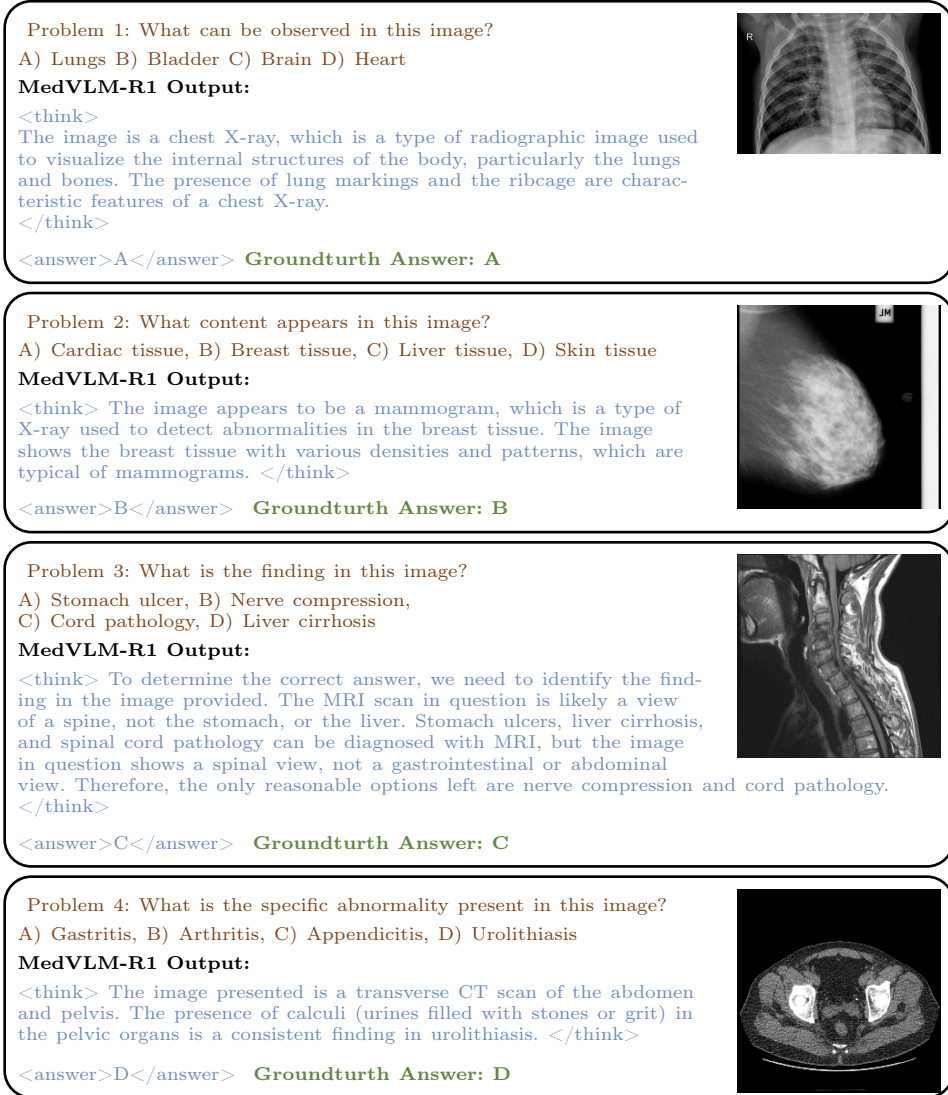 Problem 1: What can be observed in this image?
A) Lungs B) Bladder C) Brain D) Heart
MedVLM-R1 Output:
<think>
The image is a chest X-ray, which is a type of radiographic image used
to visualize the internal structures of the body, particularly the lungs
and bones. The presence of lung markings and the ribcage are charac-
teristic features of a chest X-ray.
</think>
<answer>A</answer> Groundturth Answer: A
R
Problem 2: What content appears in this image?
A) Cardiac tissue, B) Breast tissue, C) Liver tissue, D) Skin tissue
MedVLM-R1 Output:
<think> The image appears to be a mammogram, which is a type of
X-ray used to detect abnormalities in the breast tissue. The image
shows the breast tissue with various densities and patterns, which are
typical of mammograms. </think>
<answer>B</answer> Groundturth Answer: B
JM
Problem 3: What is the finding in this image?
A) Stomach ulcer, B) Nerve compression,
C) Cord pathology, D) Liver cirrhosis
MedVLM-R1 Output:
<think> To determine the correct answer, we need to identify the find-
ing in the image provided. The MRI scan in question is likely a view
of a spine, not the stomach, or the liver. Stomach ulcers, liver cirrhosis,
and spinal cord pathology can be diagnosed with MRI, but the image
in question shows a spinal view, not a gastrointestinal or abdominal
view. Therefore, the only reasonable options left are nerve compression and cord pathology.
</think>
<answer>C</answer> Groundturth Answer: C
Problem 4: What is the specific abnormality present in this image?
A) Gastritis, B) Arthritis, C) Appendicitis, D) Urolithiasis
MedVLM-R1 Output:
<think> The image presented is a transverse CT scan of the abdomen
and pelvis. The presence of calculi (urines filled with stones or grit) in
the pelvic organs is a consistent finding in urolithiasis. </think>
<answer>D</answer> Groundturth Answer: D